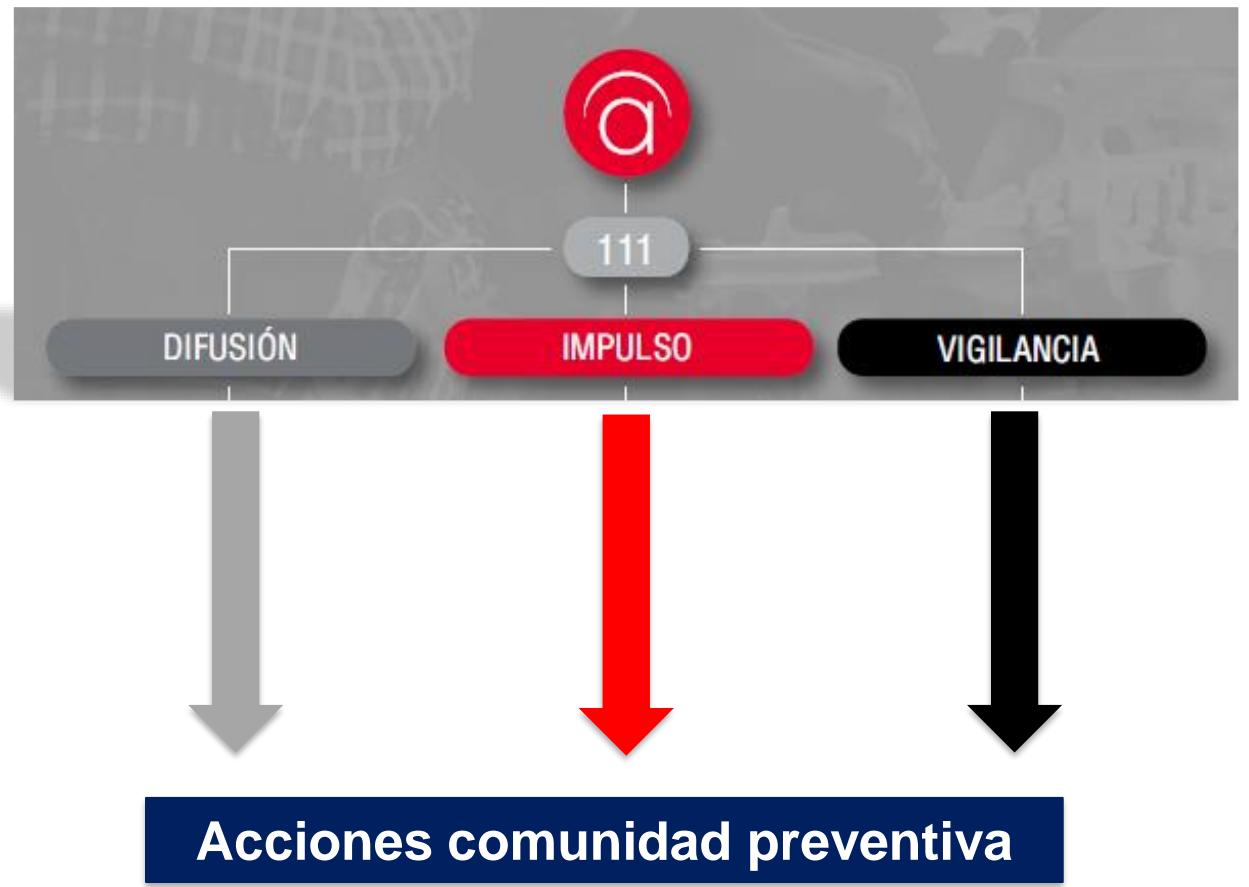 a
111
DIFUSIÓN
IMPULSO
VIGILANCIA
Acciones comunidad preventiva